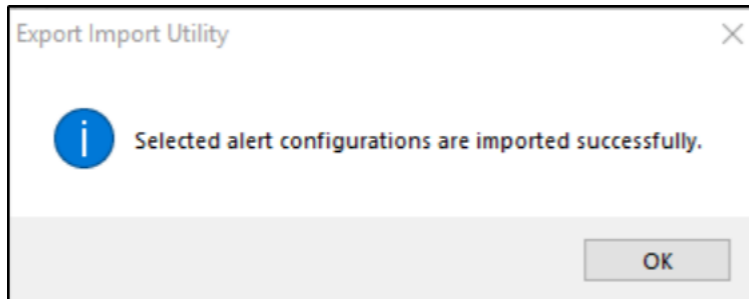 Export Import Utility
Selected alert configurations are imported successfully.
OK